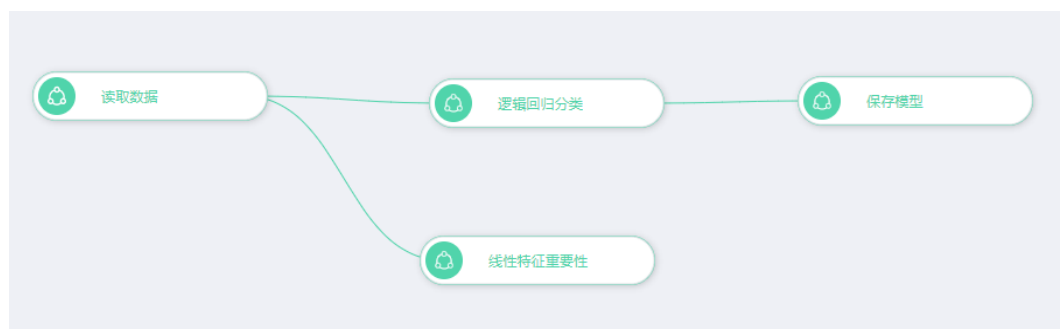 读取数据
逻辑回归分类
保存模型
线性特征重要性